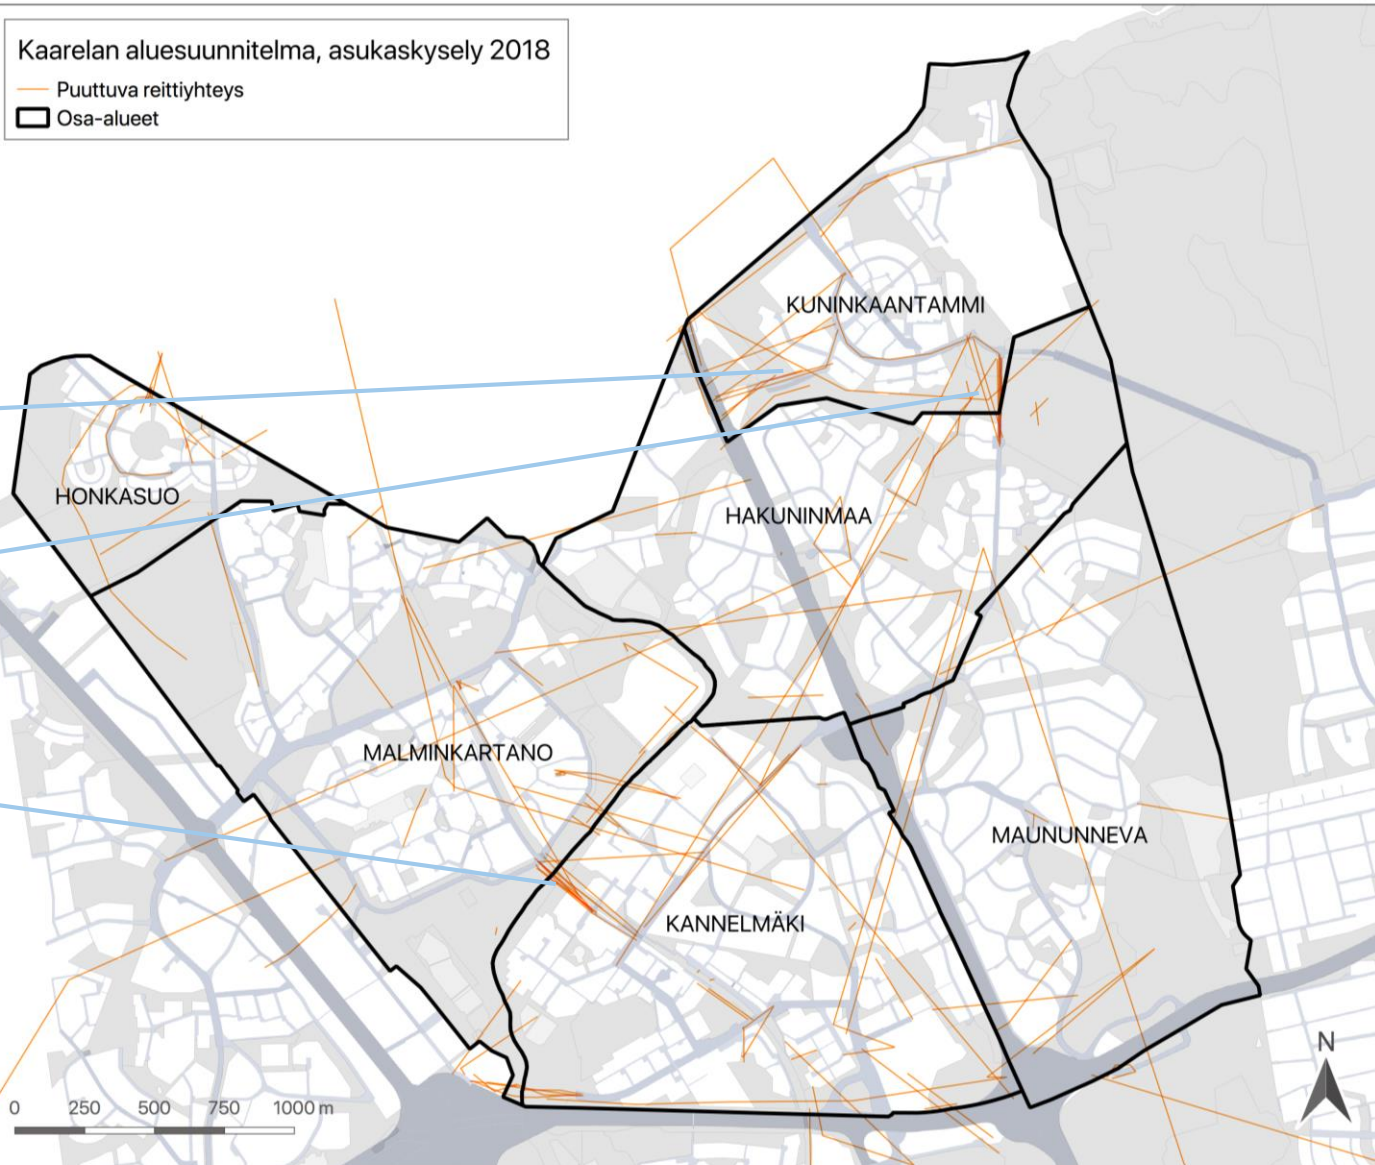 Kaarelan aluesuunnitelma, asukaskysely 2018
Puuttuva reittiyhteys
Osa-alueet
KUNINKAANTAMMI
HONKASUO
HAKUNINMAA
MALMINKARTANO
MAUNUNNEVA
KANNELMÄKI
N
0 250 500 750 1000 m